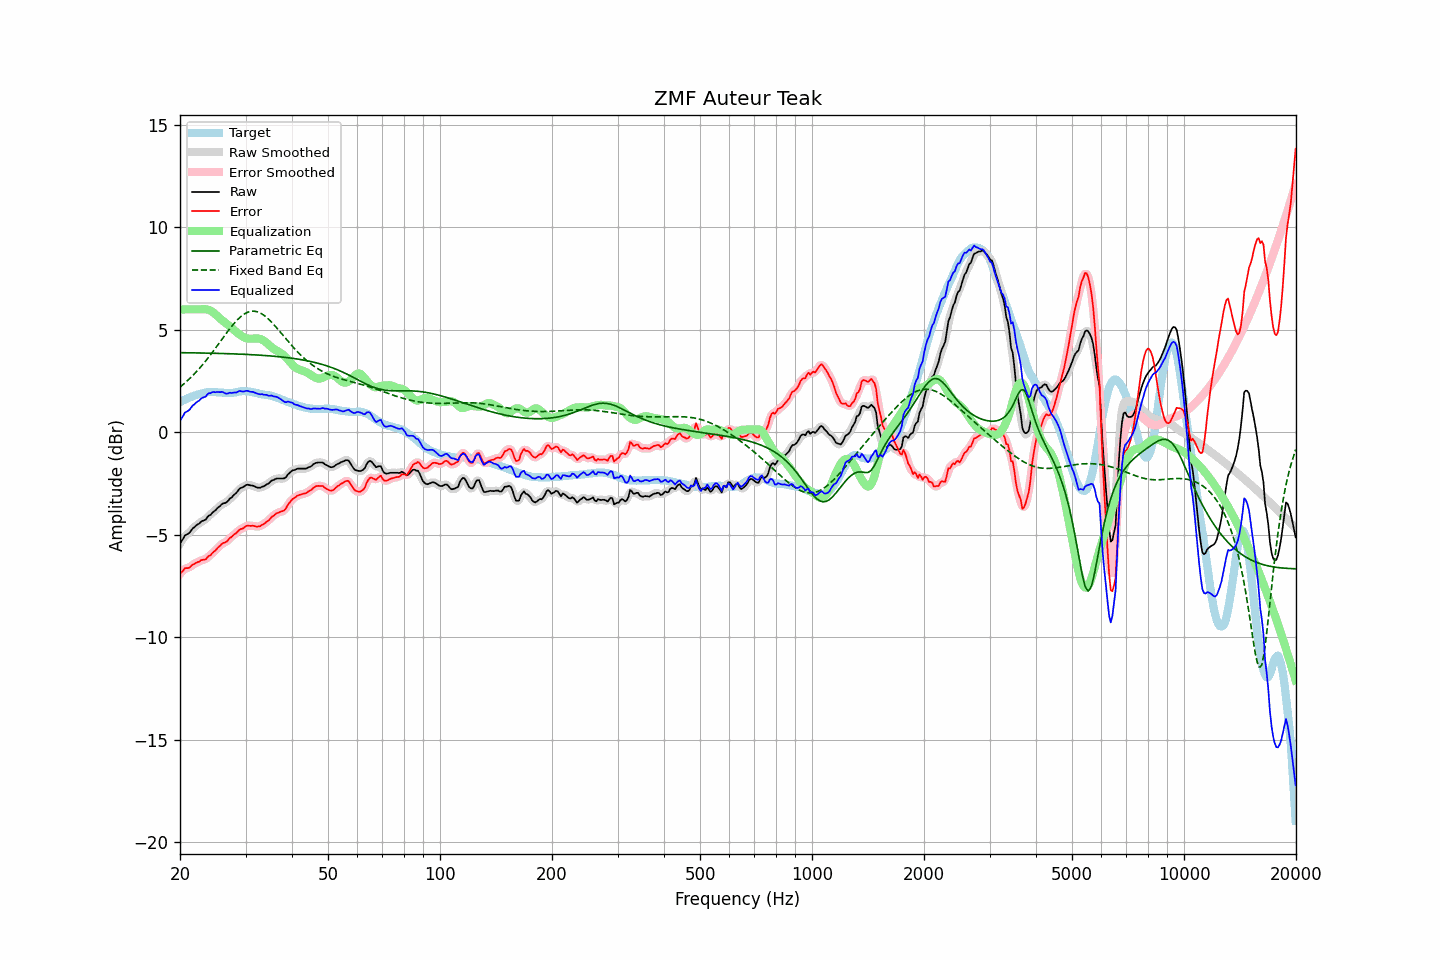 ZMF Auteur Teak
Amplitude (dBr)
15
10
5
0
−5
−10
−15
−20
Target
Raw Smoothed
Error Smoothed
Raw
Error
Equalization
Parametric Eq
Fixed Band Eq
Equalized
20 50 100 200 500 1000 2000 5000 10000 20000
Frequency (Hz)